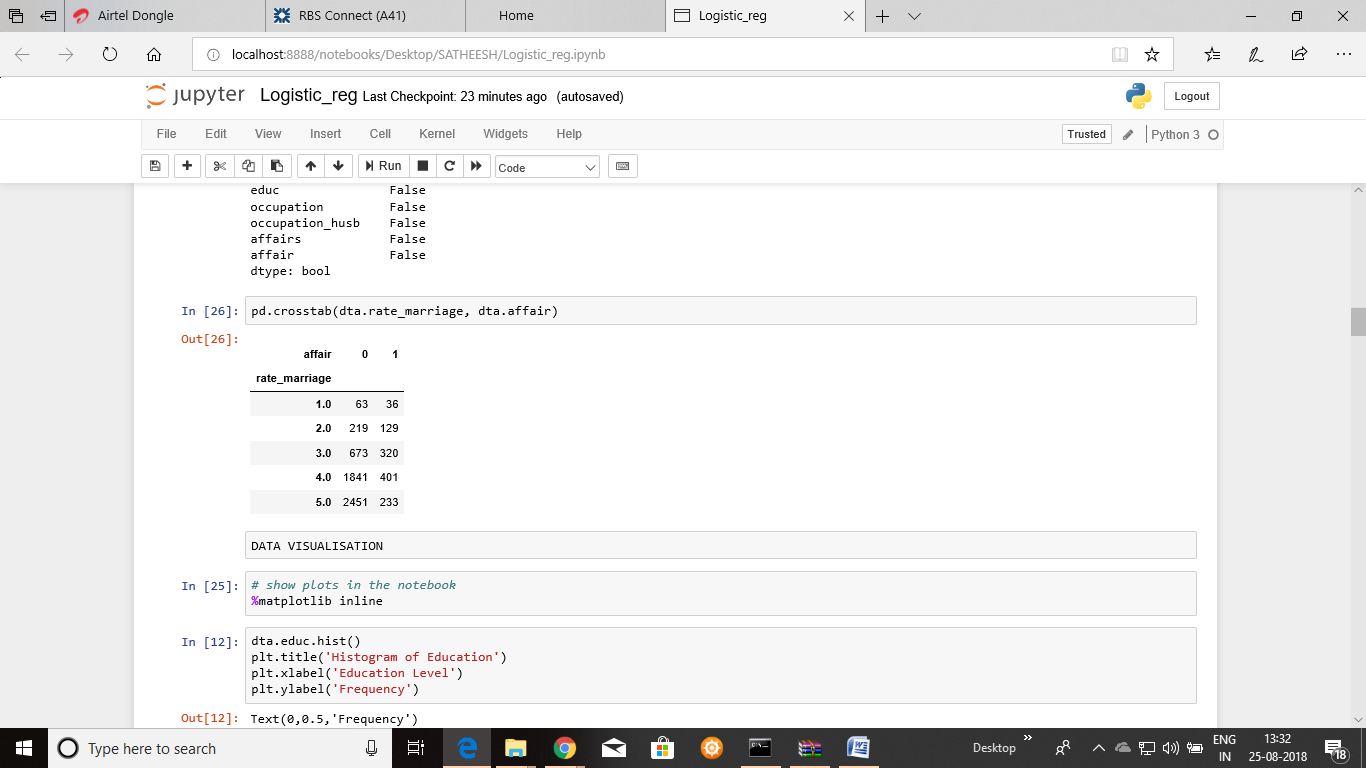 Airtel Dongle
RBS Connect (A41)
Home
Logistic_reg
localhost:8888/notebooks/Desktop/SATHEESH/Logistic_reg.ipynb
jupyter Logistic_reg Last Checkpoint: 23 minutes ago (autosaved)
Logout
File Edit View Insert Cell Kernel Widgets Help
Trusted
Python 3
Run
Code
educ False
occupation False
occupation_husb False
affairs False
affair False
dtype: bool
In [26]: pd.crosstab(dta.rate_marriage, dta.affair)
Out[26]:
affair 0 1
rate_marriage
1.0 63 36
2.0 219 129
3.0 673 320
4.0 1841 401
5.0 2451 233
DATA VISUALISATION
In [25]: # show plots in the notebook
%matplotlib inline
In [12]: dta.educ.hist()
plt.title('Histogram of Education')
plt.xlabel('Education Level')
plt.ylabel('Frequency')
Out[12]: Text(0,0.5,'Frequency')
Type here to search
Desktop
ENG
IN
13:32
25-08-2018
18